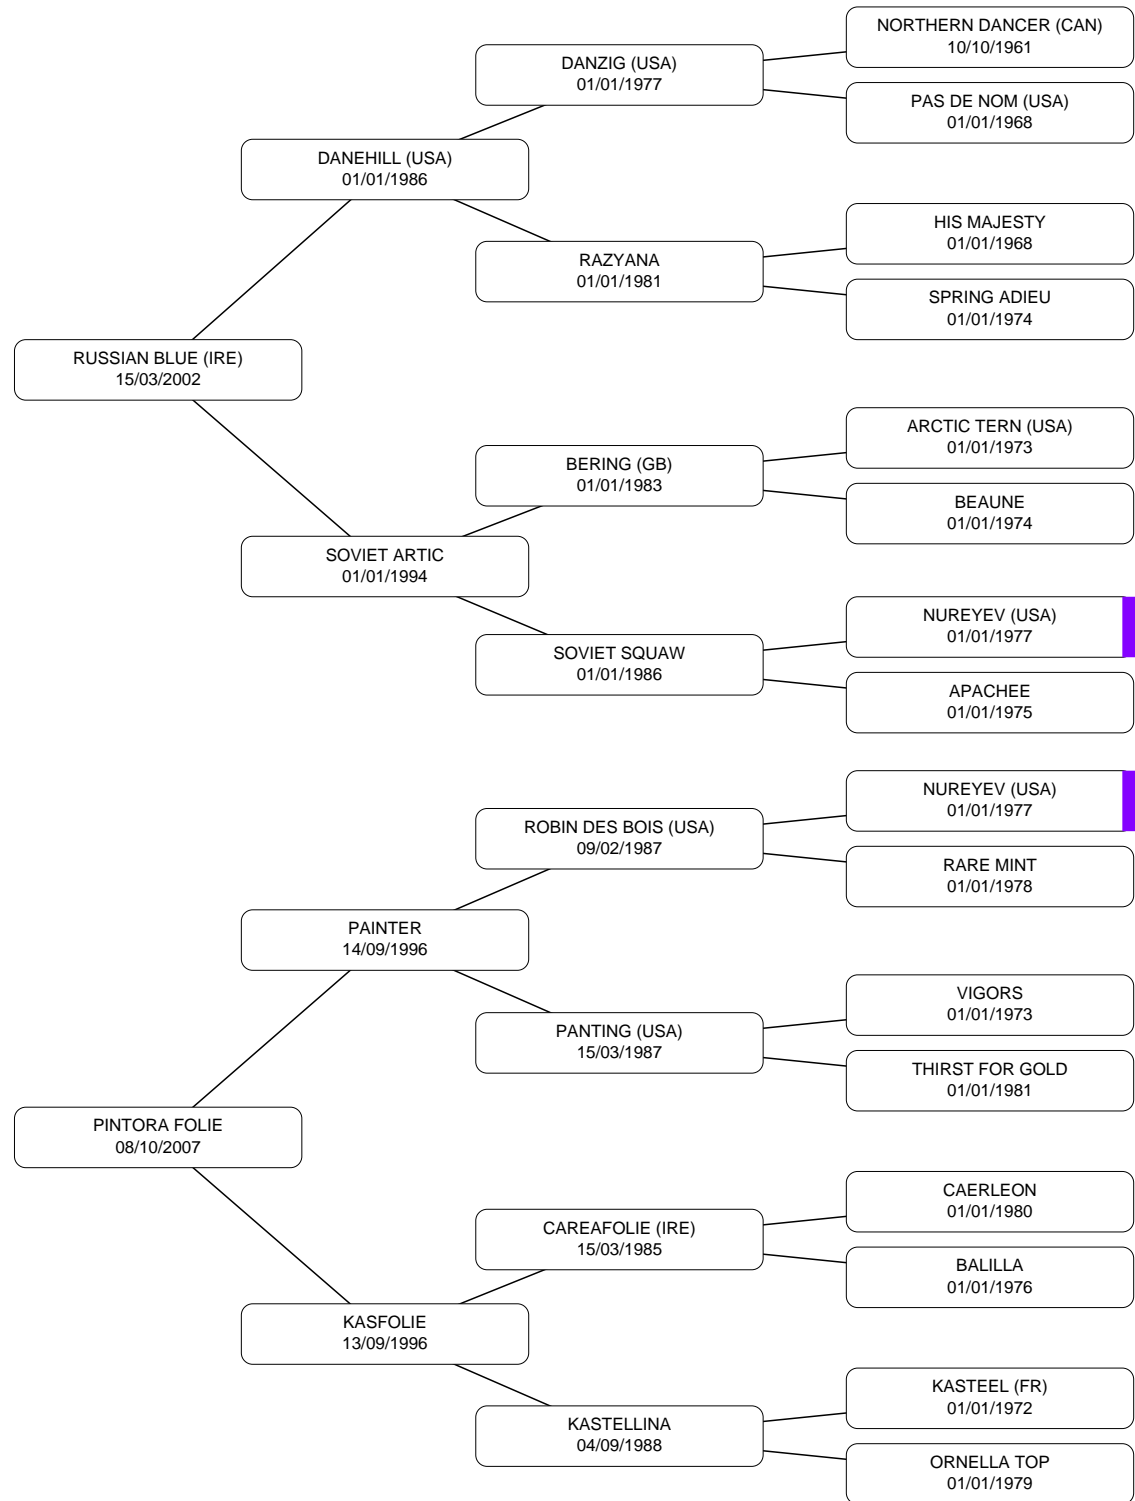 NORTHERN DANCER (CAN)
10/10/1961
DANZIG (USA)
01/01/1977
PAS DE NOM (USA)
01/01/1968
DANEHILL (USA)
01/01/1986
HIS MAJESTY
01/01/1968
RAZYANA
01/01/1981
SPRING ADIEU
01/01/1974
RUSSIAN BLUE (IRE)
15/03/2002
ARCTIC TERN (USA)
01/01/1973
BERING (GB)
01/01/1983
BEAUNE
01/01/1974
SOVIET ARTIC
01/01/1994
NUREYEV (USA)
01/01/1977
SOVIET SQUAW
01/01/1986
APACHEE
01/01/1975
NUREYEV (USA)
01/01/1977
ROBIN DES BOIS (USA)
09/02/1987
RARE MINT
01/01/1978
PAINTER
14/09/1996
VIGORS
01/01/1973
PANTING (USA)
15/03/1987
THIRST FOR GOLD
01/01/1981
PINTORA FOLIE
08/10/2007
CAERLEON
01/01/1980
CAREAFOLIE (IRE)
15/03/1985
BALILLA
01/01/1976
KASFOLIE
13/09/1996
KASTEEL (FR)
01/01/1972
KASTELLINA
04/09/1988
ORNELLA TOP
01/01/1979